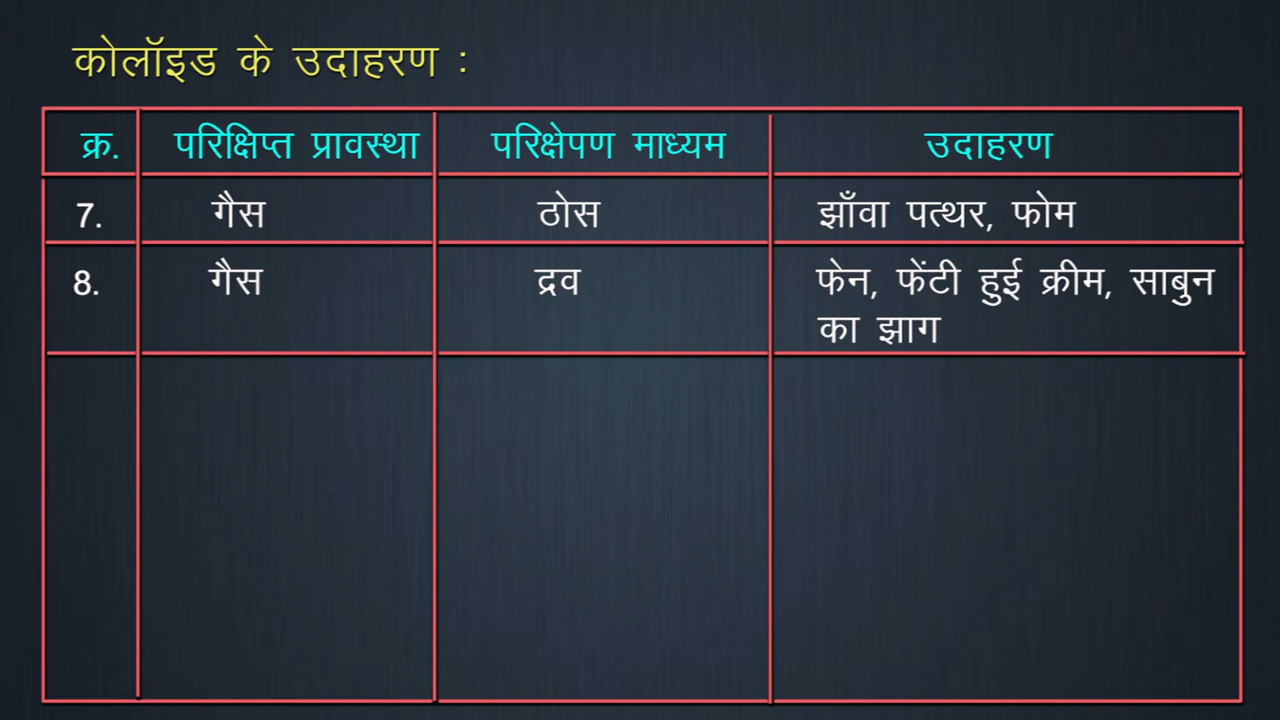 कोलॉइड के उदाहरण :
क्र. परिक्षिप्त प्रावस्था परिक्षेपण माध्यम उदाहरण
7. गैस ठोस झाँवा पत्थर, फोम
8. गैस द्रव फेन, फेंटी हुई क्रीम, साबुन
का झाग